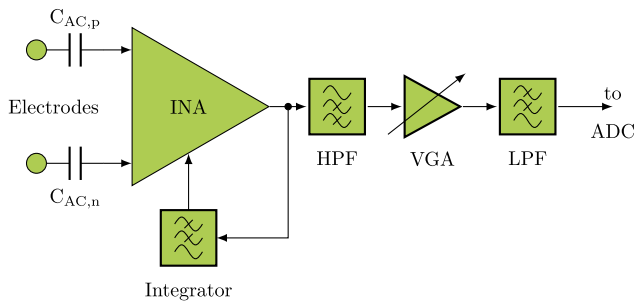 C_AC,p
Electrodes
INA
C_AC,n
Integrator
HPF
VGA
LPF
to
ADC